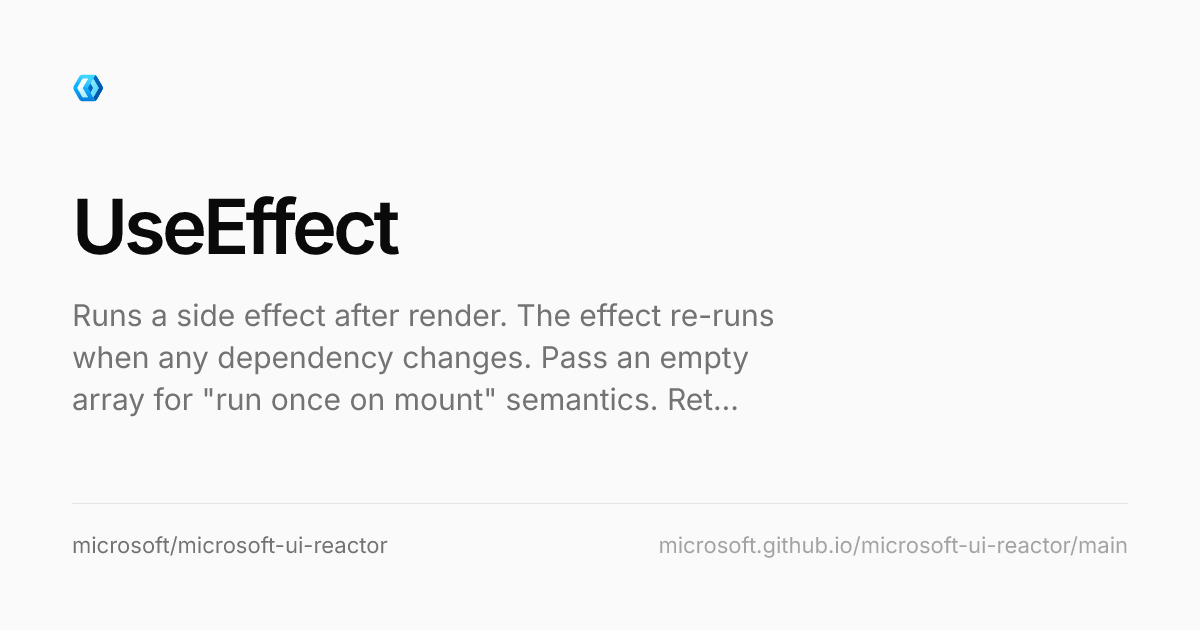 UseEffect
Runs a side effect after render. The effect re-runs
when any dependency changes. Pass an empty
array for "run once on mount" semantics. Ret...
microsoft/microsoft-ui-reactor
microsoft.github.io/microsoft-ui-reactor/main